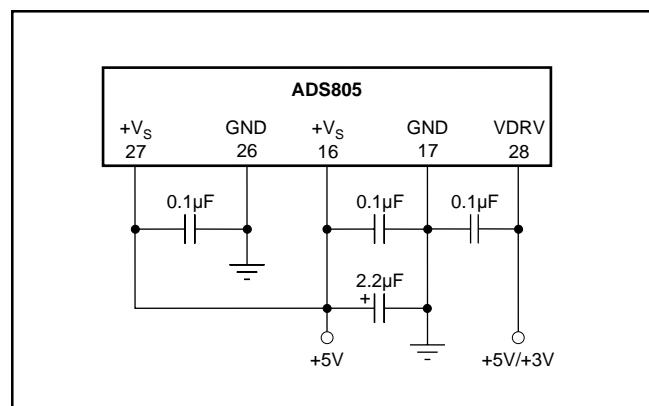 ADS805
+VS GND +VS GND VDRV
27 26 16 17 28
0.1µF 0.1µF 0.1µF
2.2µF
+
+5V +5V/+3V